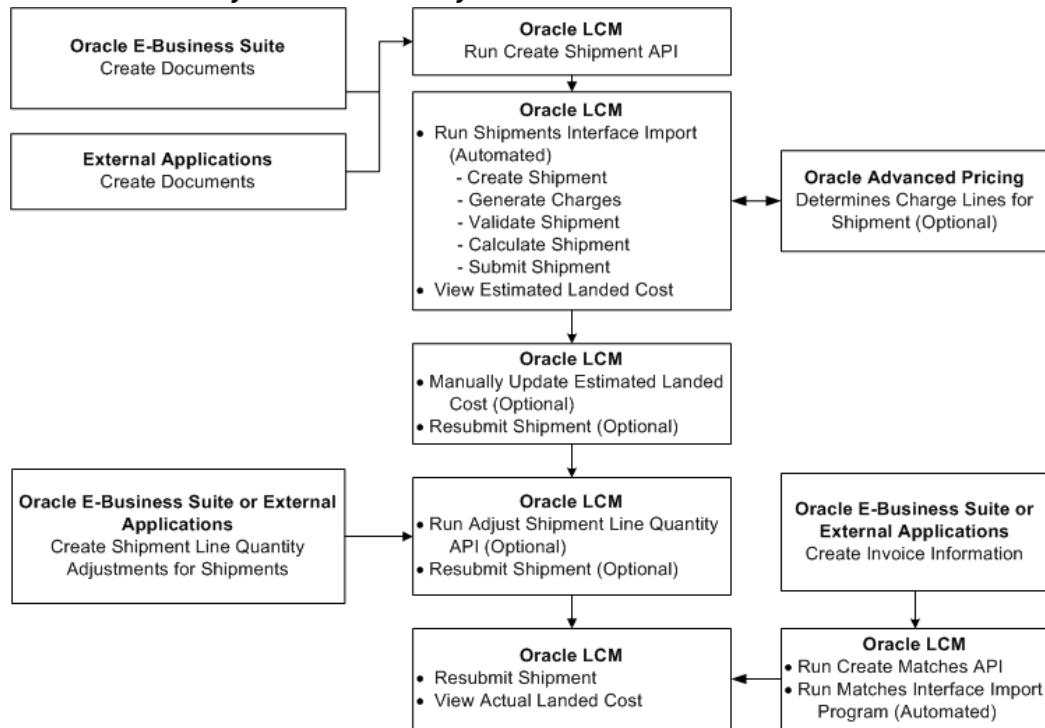 Oracle E-Business Suite
Create Documents
External Applications
Create Documents
Oracle LCM
Run Create Shipment API
Oracle LCM
• Run Shipments Interface Import
(Automated)
- Create Shipment
- Generate Charges
- Validate Shipment
- Calculate Shipment
- Submit Shipment
• View Estimated Landed Cost
Oracle Advanced Pricing
Determines Charge Lines for
Shipment (Optional)
Oracle LCM
• Manually Update Estimated Landed
Cost (Optional)
• Resubmit Shipment (Optional)
Oracle E-Business Suite or External
Applications
Create Shipment Line Quantity
Adjustments for Shipments
Oracle LCM
• Run Adjust Shipment Line Quantity
API (Optional)
• Resubmit Shipment (Optional)
Oracle E-Business Suite or
External Applications
Create Invoice Information
Oracle LCM
• Resubmit Shipment
• View Actual Landed Cost
Oracle LCM
• Run Create Matches API
• Run Matches Interface Import
Program (Automated)